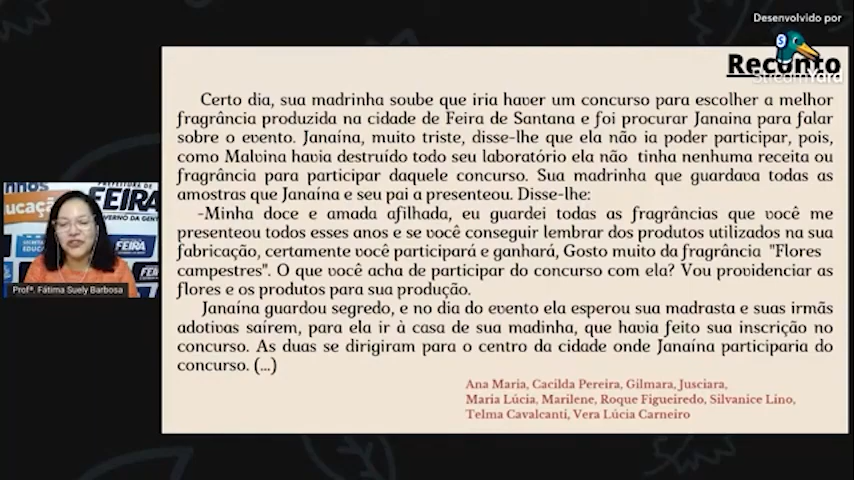 Desenvolvido por
StreamYard
Reconto
Certo dia, sua madrinha soube que iria haver um concurso para escolher a melhor
fragrância produzida na cidade de Feira de Santana e foi procurar Janaina para falar
sobre o evento. Janaína, muito triste, disse-lhe que ela não ia poder participar, pois,
como Malvina havia destruído todo seu laboratório ela não tinha nenhuma receita ou
fragrância para participar daquele concurso. Sua madrinha que guardava todas as
amostras que Janaína e seu pai a presenteou. Disse-lhe:
-Minha doce e amada afilhada, eu guardei todas as fragrâncias que você me
presenteou todos esses anos e se você conseguir lembrar dos produtos utilizados na sua
fabricação, certamente você participará e ganhará, Gosto muito da fragrância "Flores
campestres". O que você acha de participar do concurso com ela? Vou providenciar as
flores e os produtos para sua produção.
Janaína guardou segredo, e no dia do evento ela esperou sua madrasta e suas irmãs
adotivas saírem, para ela ir à casa de sua madinha, que havia feito sua inscrição no
concurso. As duas se dirigiram para o centro da cidade onde Janaína participaria do
concurso. (...)
Ana Maria, Cacilda Pereira, Gilmara, Jusciara,
Maria Lúcia, Marilene, Roque Figueiredo, Silvanice Lino,
Telma Cavalcanti, Vera Lúcia Carneiro
PREFEITURA DE
FEIRA
GOVERNO DA GENTE
FEIRA
Profª. Fátima Suely Barbosa